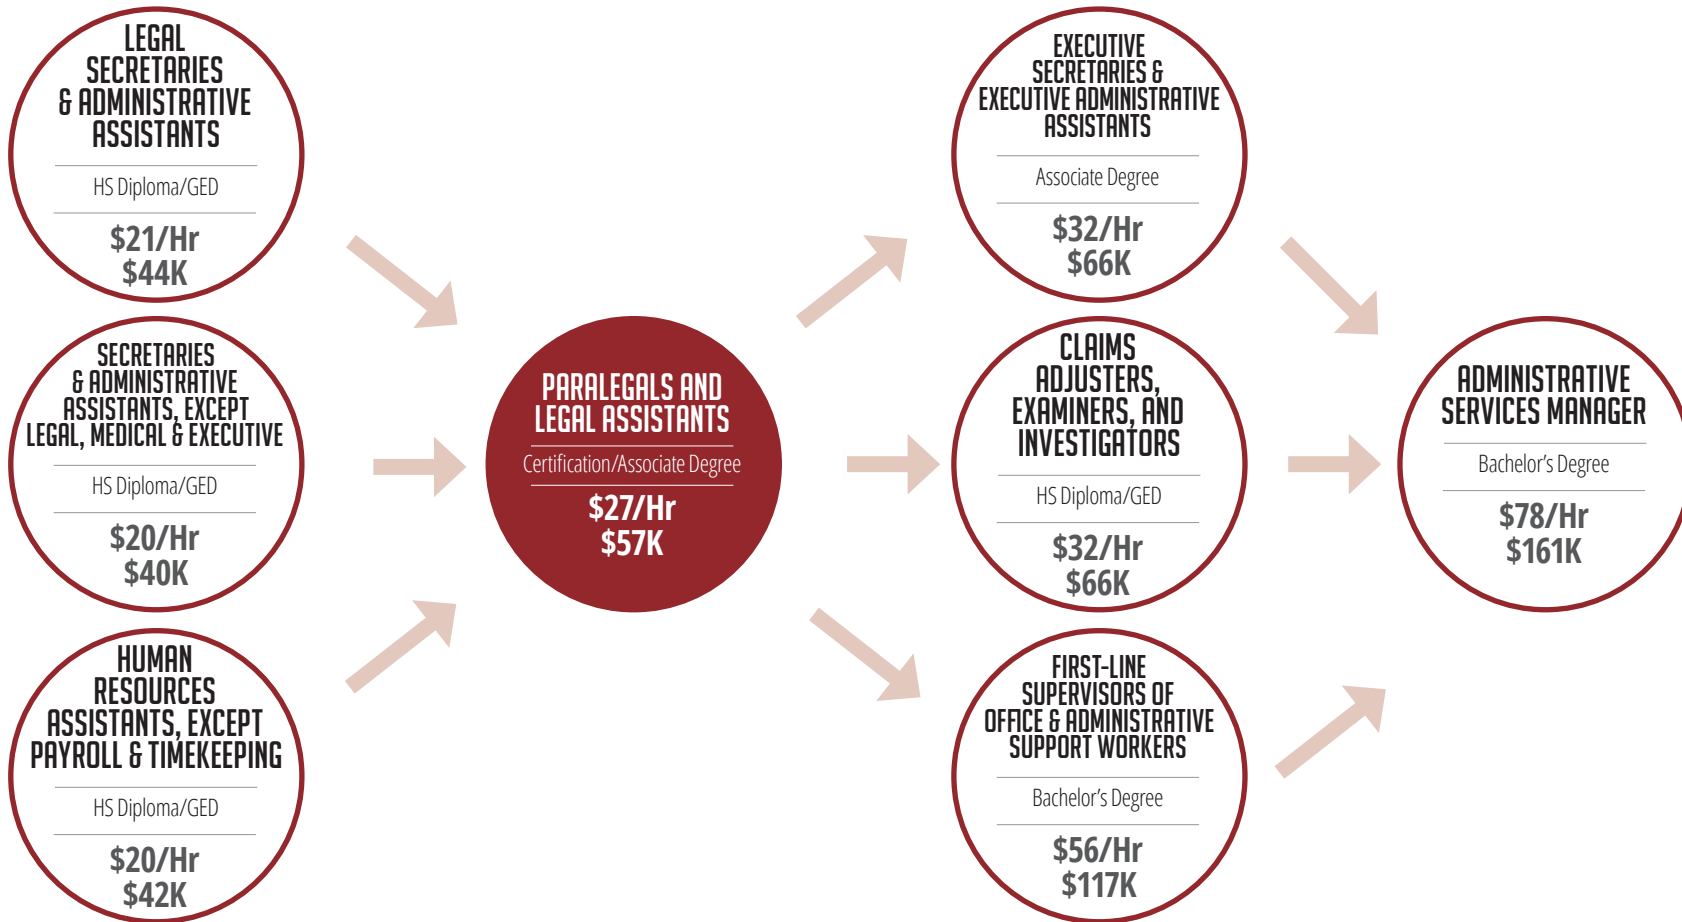 LEGAL
SECRETARIES
& ADMINISTRATIVE
ASSISTANTS
HS Diploma/GED
$21/Hr
$44K
SECRETARIES
& ADMINISTRATIVE
ASSISTANTS, EXCEPT
LEGAL, MEDICAL & EXECUTIVE
HS Diploma/GED
$20/Hr
$40K
HUMAN
RESOURCES
ASSISTANTS, EXCEPT
PAYROLL & TIMEKEEPING
HS Diploma/GED
$20/Hr
$42K
PARALEGALS AND
LEGAL ASSISTANTS
Certification/Associate Degree
$27/Hr
$57K
EXECUTIVE
SECRETARIES &
EXECUTIVE ADMINISTRATIVE
ASSISTANTS
Associate Degree
$32/Hr
$66K
CLAIMS
ADJUSTERS,
EXAMINERS, AND
INVESTIGATORS
HS Diploma/GED
$32/Hr
$66K
FIRST-LINE
SUPERVISORS OF
OFFICE & ADMINISTRATIVE
SUPPORT WORKERS
Bachelor's Degree
$56/Hr
$117K
ADMINISTRATIVE
SERVICES MANAGER
Bachelor's Degree
$78/Hr
$161K